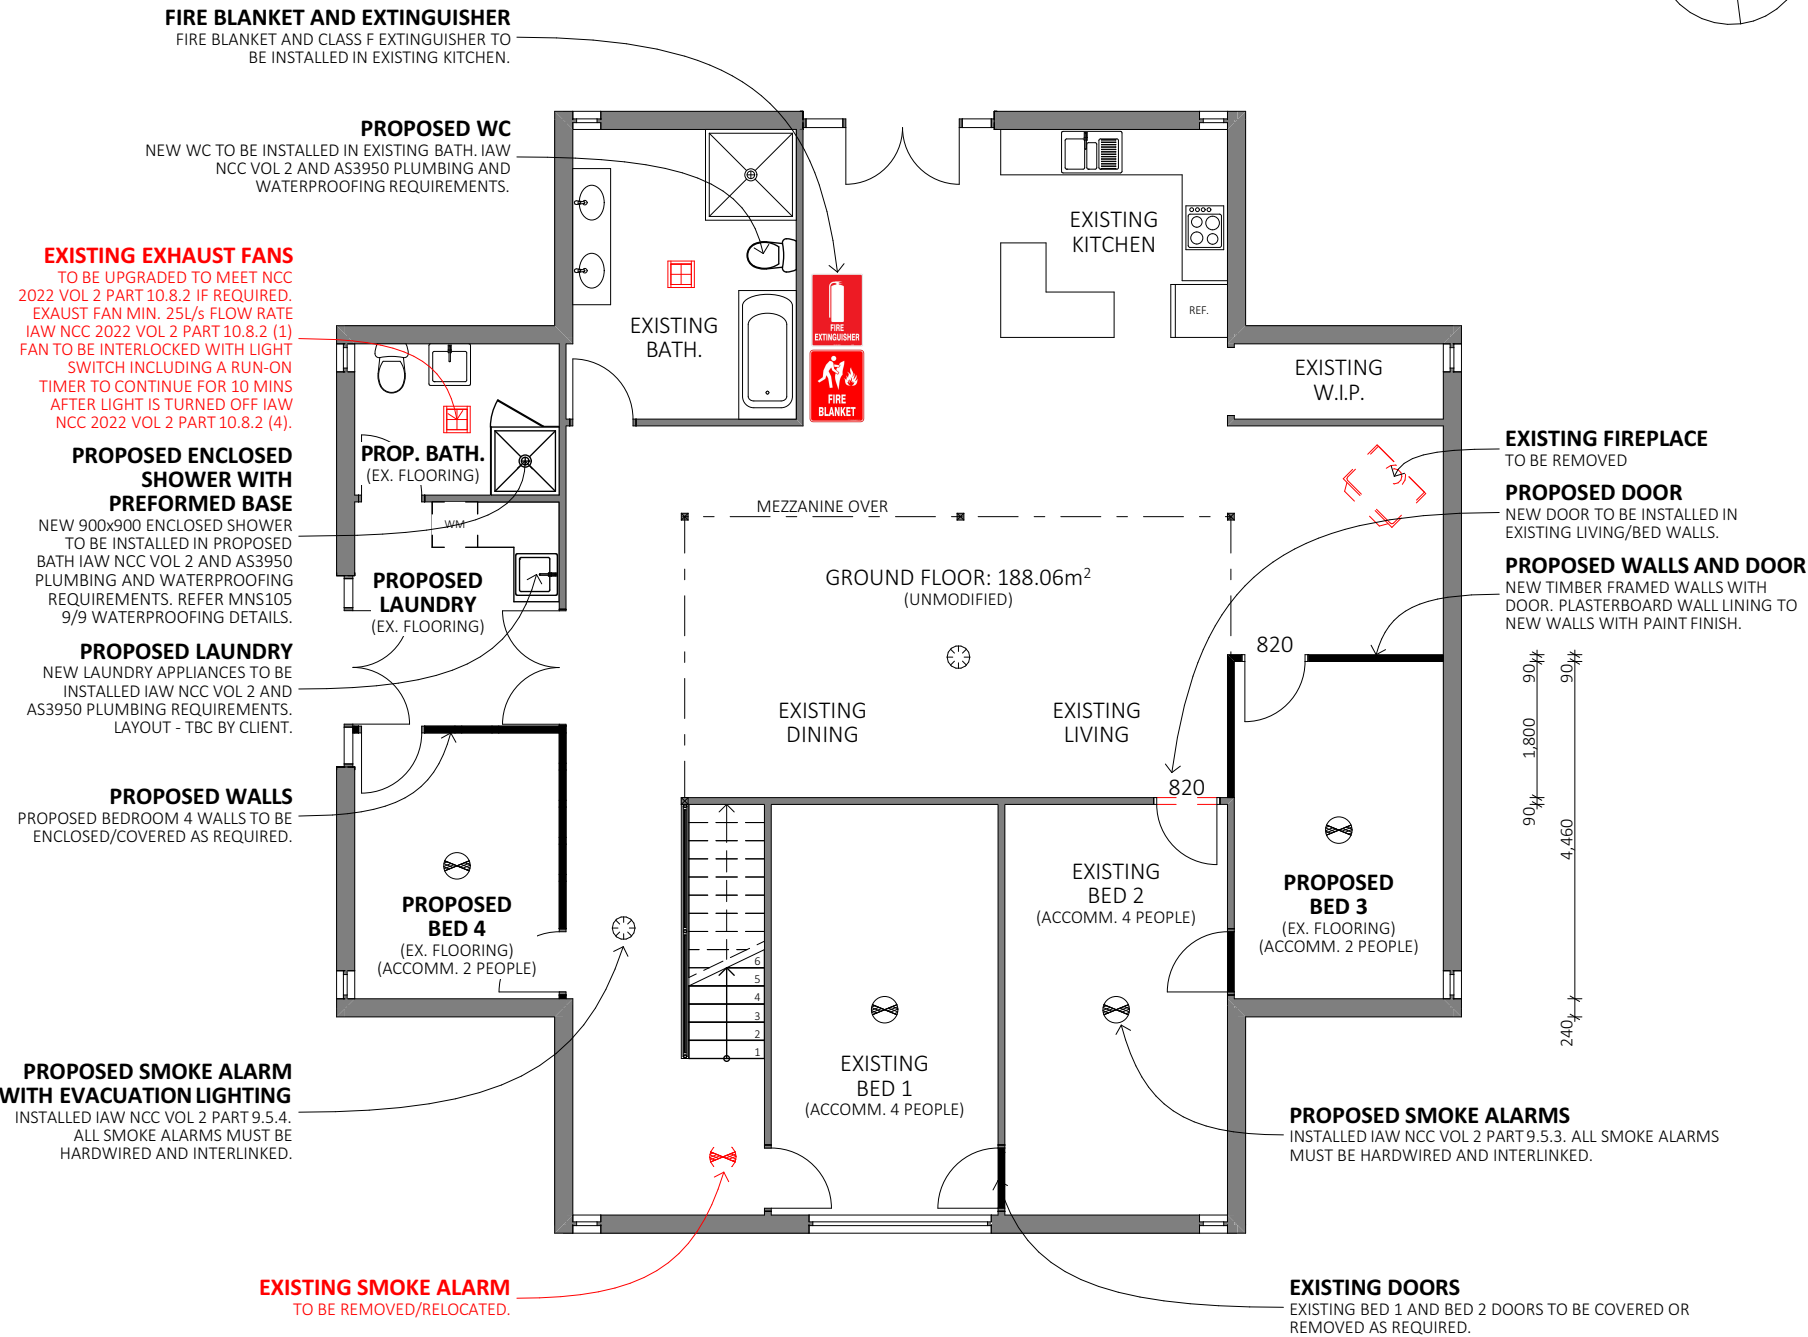 FIRE BLANKET AND EXTINGUISHER
FIRE BLANKET AND CLASS F EXTINGUISHER TO
BE INSTALLED IN EXISTING KITCHEN.
PROPOSED WC
NEW WC TO BE INSTALLED IN EXISTING BATH. IAW
NCC VOL 2 AND AS3950 PLUMBING AND
WATERPROOFING REQUIREMENTS.
EXISTING EXHAUST FANS
TO BE UPGRADED TO MEET NCC
2022 VOL 2 PART 10.8.2 IF REQUIRED.
EXAUST FAN MIN. 25L/s FLOW RATE
IAW NCC 2022 VOL 2 PART 10.8.2 (1)
FAN TO BE INTERLOCKED WITH LIGHT
SWITCH INCLUDING A RUN-ON
TIMER TO CONTINUE FOR 10 MINS
AFTER LIGHT IS TURNED OFF IAW
NCC 2022 VOL 2 PART 10.8.2 (4).
PROPOSED ENCLOSED
SHOWER WITH
PREFORMED BASE
NEW 900x900 ENCLOSED SHOWER
TO BE INSTALLED IN PROPOSED
BATH IAW NCC VOL 2 AND AS3950
PLUMBING AND WATERPROOFING
REQUIREMENTS. REFER MNS105
9/9 WATERPROOFING DETAILS.
PROPOSED LAUNDRY
NEW LAUNDRY APPLIANCES TO BE
INSTALLED IAW NCC VOL 2 AND
AS3950 PLUMBING REQUIREMENTS.
LAYOUT - TBC BY CLIENT.
PROPOSED WALLS
PROPOSED BEDROOM 4 WALLS TO BE
ENCLOSED/COVERED AS REQUIRED.
PROPOSED SMOKE ALARM
WITH EVACUATION LIGHTING
INSTALLED IAW NCC VOL 2 PART 9.5.4.
ALL SMOKE ALARMS MUST BE
HARDWIRED AND INTERLINKED.
EXISTING SMOKE ALARM
TO BE REMOVED/RELOCATED.
EXISTING
BATH.
FIRE
EXTINGUISHER
FIRE
BLANKET
EXISTING
KITCHEN
REF.
EXISTING
W.I.P.
PROP. BATH.
(EX. FLOORING)
WM
PROPOSED
LAUNDRY
(EX. FLOORING)
MEZZANINE OVER
GROUND FLOOR: 188.06m²
(UNMODIFIED)
EXISTING
DINING
EXISTING
LIVING
820
820
PROPOSED
BED 4
(EX. FLOORING)
(ACCOMM. 2 PEOPLE)
6
5
4
3
2
1
EXISTING
BED 1
(ACCOMM. 4 PEOPLE)
EXISTING
BED 2
(ACCOMM. 4 PEOPLE)
PROPOSED
BED 3
(EX. FLOORING)
(ACCOMM. 2 PEOPLE)
EXISTING FIREPLACE
TO BE REMOVED
PROPOSED DOOR
NEW DOOR TO BE INSTALLED IN
EXISTING LIVING/BED WALLS.
PROPOSED WALLS AND DOOR
NEW TIMBER FRAMED WALLS WITH
DOOR. PLASTERBOARD WALL LINING TO
NEW WALLS WITH PAINT FINISH.
90
1,800
90
90
4,460
240
PROPOSED SMOKE ALARMS
INSTALLED IAW NCC VOL 2 PART 9.5.3. ALL SMOKE ALARMS
MUST BE HARDWIRED AND INTERLINKED.
EXISTING DOORS
EXISTING BED 1 AND BED 2 DOORS TO BE COVERED OR
REMOVED AS REQUIRED.